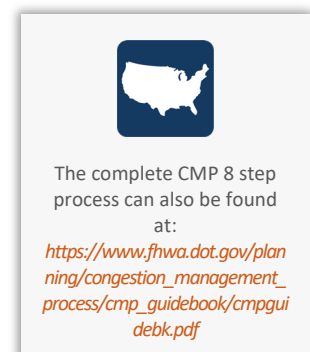 The complete CMP 8 step
process can also be found
at:
https://www.fhwa.dot.gov/plan
ning/congestion_management_
process/cmp_guidebook/cmpgui
debk.pdf